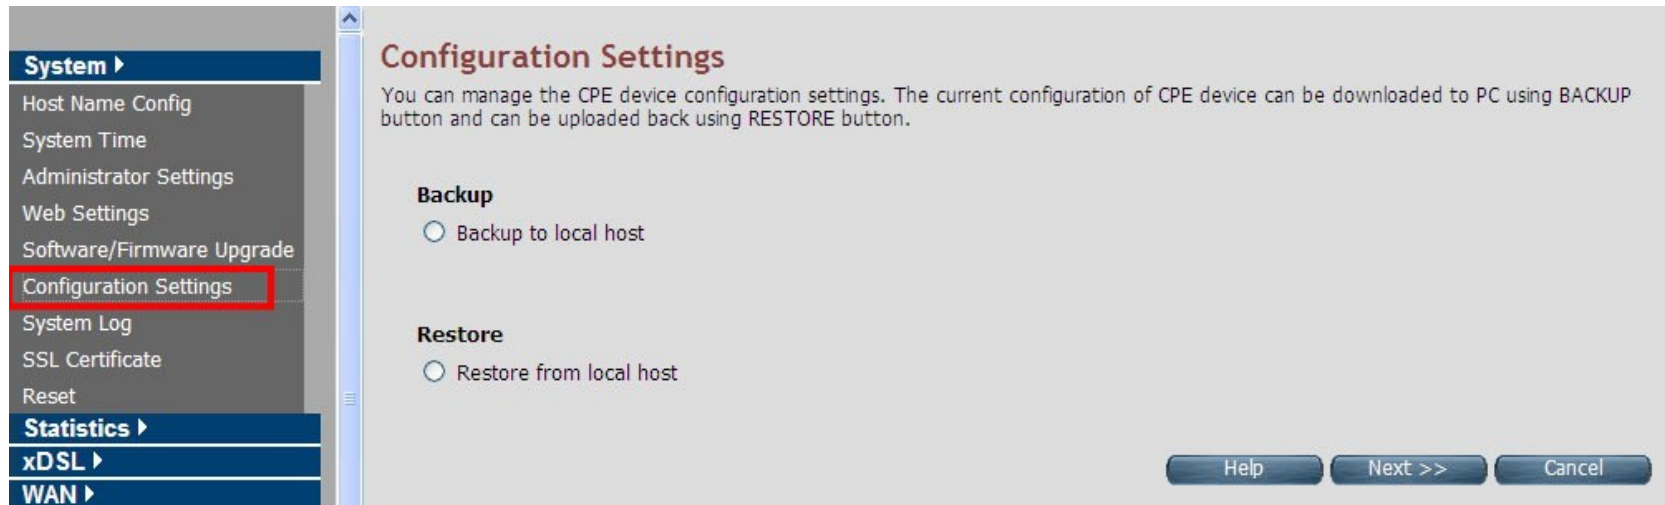 System
Host Name Config
System Time
Administrator Settings
Web Settings
Software/Firmware Upgrade
Configuration Settings
System Log
SSL Certificate
Reset
Statistics
xDSL
WAN
Configuration Settings
You can manage the CPE device configuration settings. The current configuration of CPE device can be downloaded to PC using BACKUP
button and can be uploaded back using RESTORE button.
Backup
Backup to local host
Restore
Restore from local host
Help Next >> Cancel